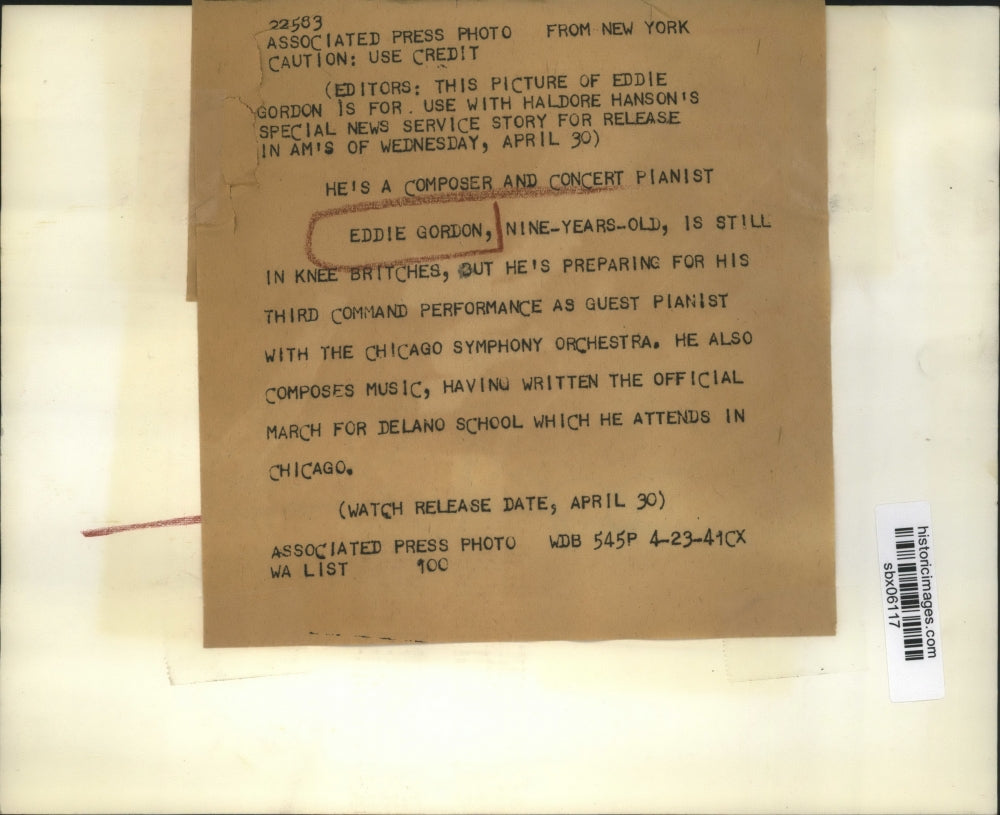 22583
ASSOCIATED PRESS PHOTO FROM NEW YORK
CAUTION: USE CREDIT
(EDITORS: THIS PICTURE OF EDDIE
GORDON IS FOR . USE WITH HALDORE HANSON'S
SPECIAL NEWS SERVICE STORY FOR RELEASE
IN AM'S OF WEDNESDAY, APRIL 30)
HE'S A COMPOSER AND CONCERT PIANIST
EDDIE GORDON, NINE-YEARS-OLD, IS STILL
IN KNEE BRITCHES, BUT HE'S PREPARING FOR HIS
THIRD COMMAND PERFORMANCE AS GUEST PIANIST
WITH THE CHICAGO SYMPHONY ORCHESTRA. HE ALSO
COMPOSES MUSIC, HAVING WRITTEN THE OFFICIAL
MARCH FOR DELANO SCHOOL WHICH HE ATTENDS IN
CHICAGO.
(WATCH RELEASE DATE, APRIL 30)
ASSOCIATED PRESS PHOTO WDB 545P 4-23-41CX
WA LIST 100
historicimages.com
sbx06117